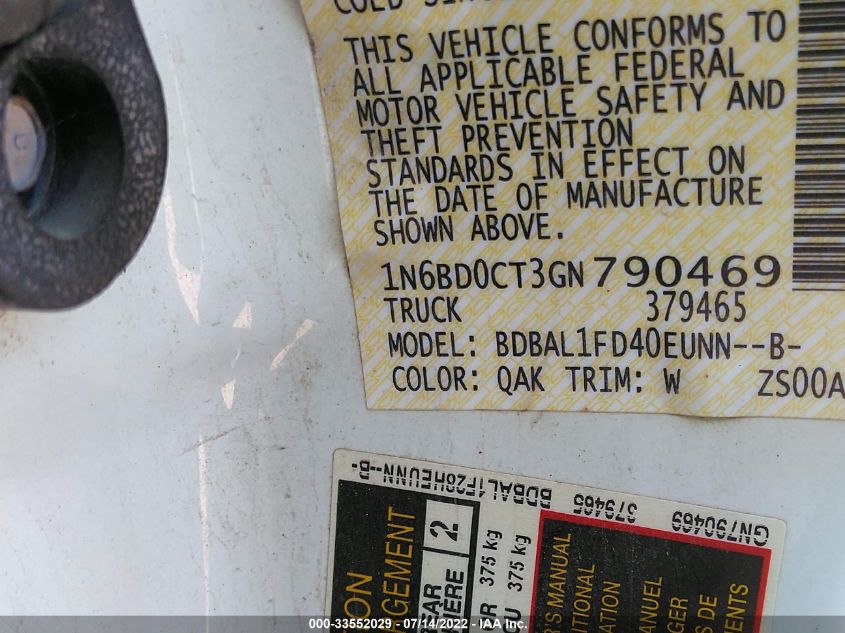 COLD
THIS VEHICLE CONFORMS TO
ALL APPLICABLE FEDERAL
MOTOR VEHICLE SAFETY AND
THEFT PREVENTION
STANDARDS IN EFFECT ON
THE DATE OF MANUFACTURE
SHOWN ABOVE.
1N6BD0CT3GN790469
TRUCK 379465
MODEL: BDBAL1FD40EUNN--B-
COLOR: QAK TRIM: W ZS00A
GN790469 379465 BDBAL1F28HEUNN--B-
2
375 kg
375 kg
000-33552029 - 07/14/2022 - IAA Inc.